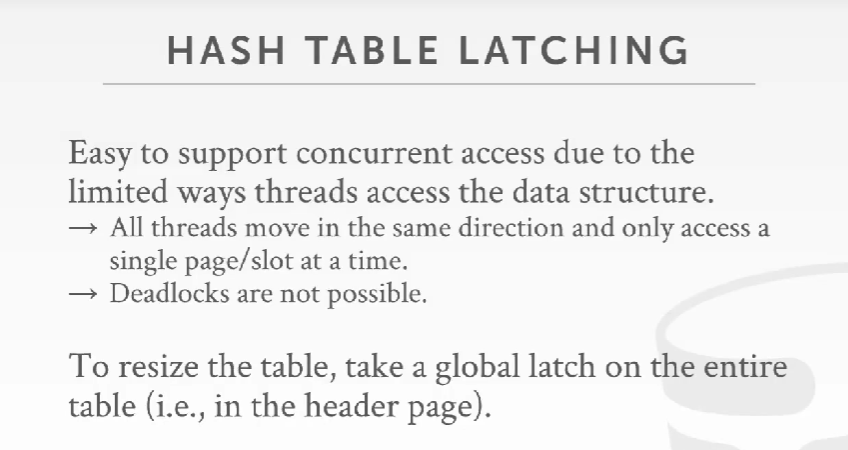 HASH TABLE LATCHING
Easy to support concurrent access due to the
limited ways threads access the data structure.
→ All threads move in the same direction and only access a
single page/slot at a time.
→ Deadlocks are not possible.
To resize the table, take a global latch on the entire
table (i.e., in the header page).